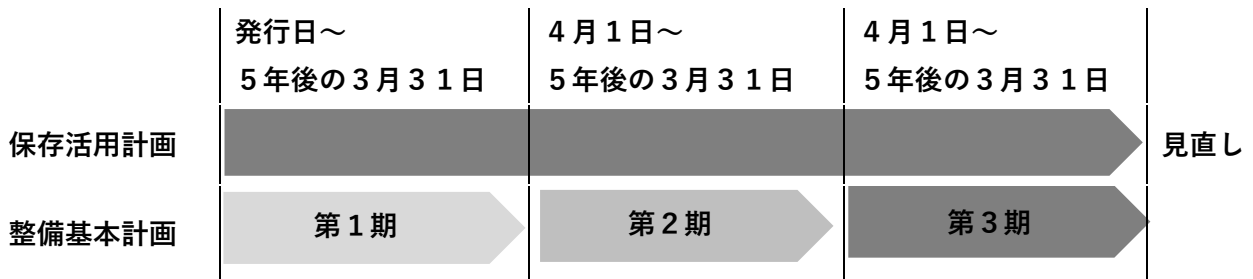 発行日～
５年後の３月３１日
４月１日～
５年後の３月３１日
４月１日～
５年後の３月３１日
保存活用計画
見直し
整備基本計画
第１期
第２期
第３期